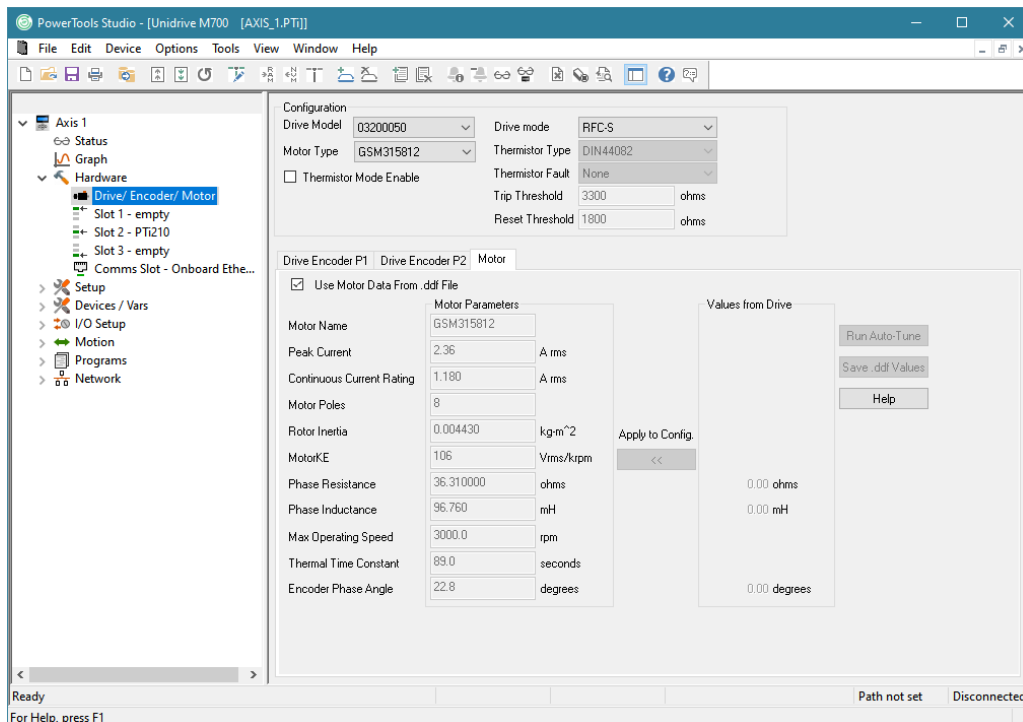 PowerTools Studio - [Unidrive M700 [AXIS_1.PTi]]
File Edit Device Options Tools View Window Help
Axis 1
Status
Graph
Hardware
Drive/ Encoder/ Motor
Slot 1 - empty
Slot 2 - PTi210
Slot 3 - empty
Comms Slot - Onboard Ethe...
Setup
Devices / Vars
I/O Setup
Motion
Programs
Network
Configuration
Drive Model 03200050 Drive mode RFC-S
Motor Type GSM315812 Thermistor Type DIN44082
Thermistor Mode Enable Thermistor Fault None
Trip Threshold 3300 ohms
Reset Threshold 1800 ohms
Drive Encoder P1 Drive Encoder P2 Motor
Use Motor Data From .ddf File
Motor Parameters Values from Drive
Motor Name GSM315812
Peak Current 2.36 A rms
Continuous Current Rating 1.180 A rms
Motor Poles 8
Rotor Inertia 0.004430 kg-m^2
MotorKE 106 Vrms/krpm
Phase Resistance 36.310000 ohms 0.00 ohms
Phase Inductance 96.760 mH 0.00 mH
Max Operating Speed 3000.0 rpm
Thermal Time Constant 89.0 seconds
Encoder Phase Angle 22.8 degrees 0.00 degrees
Apply to Config.
<<
Run Auto-Tune
Save .ddf Values
Help
Ready Path not set Disconnected
For Help, press F1